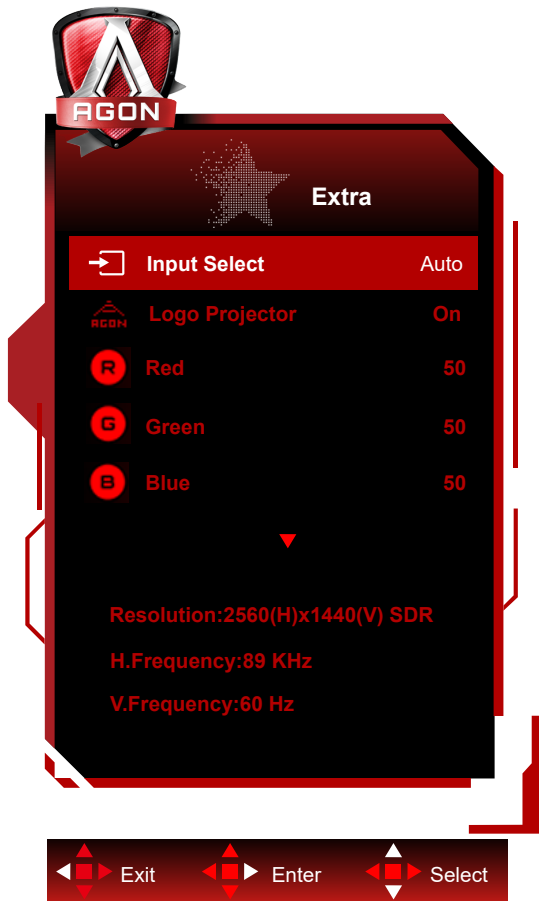 AGON
Extra
Input Select Auto
AGON Logo Projector On
R Red 50
G Green 50
B Blue 50
Resolution:2560(H)x1440(V) SDR
H.Frequency:89 KHz
V.Frequency:60 Hz
Exit Enter Select